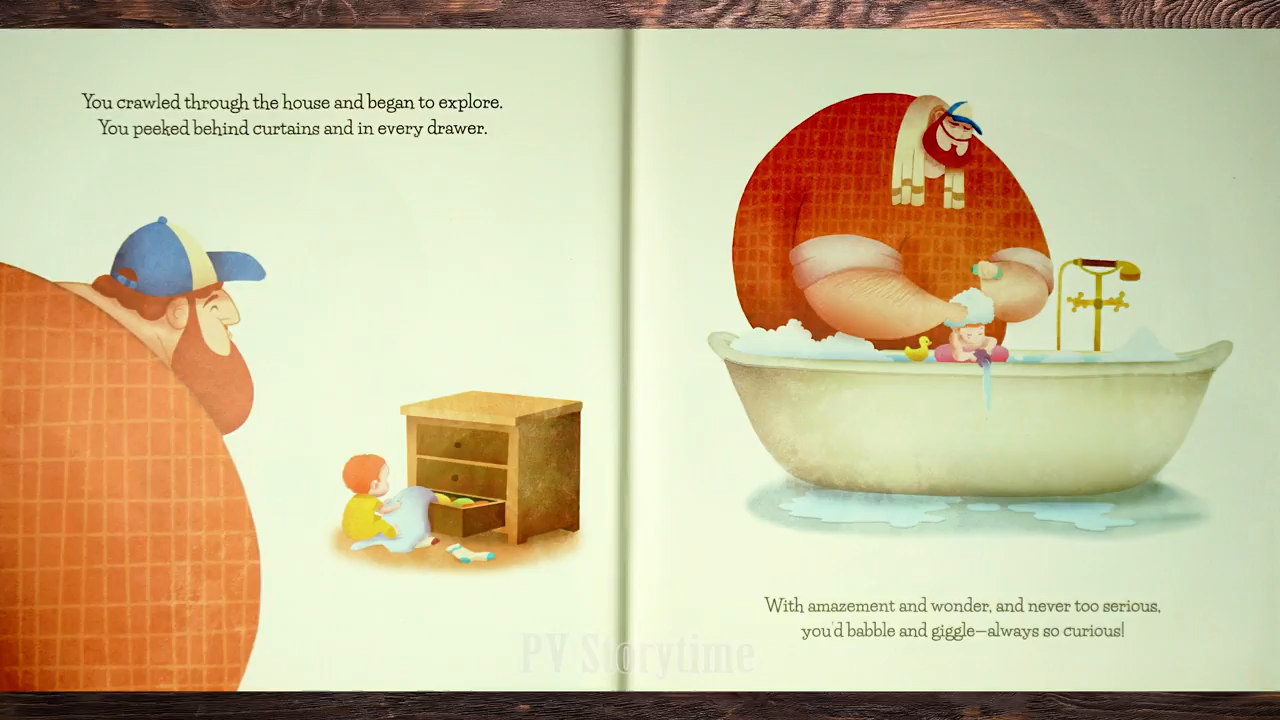 You crawled through the house and began to explore.
You peeked behind curtains and in every drawer.
With amazement and wonder, and never too serious,
you'd babble and giggle—always so curious!
PV Storytime